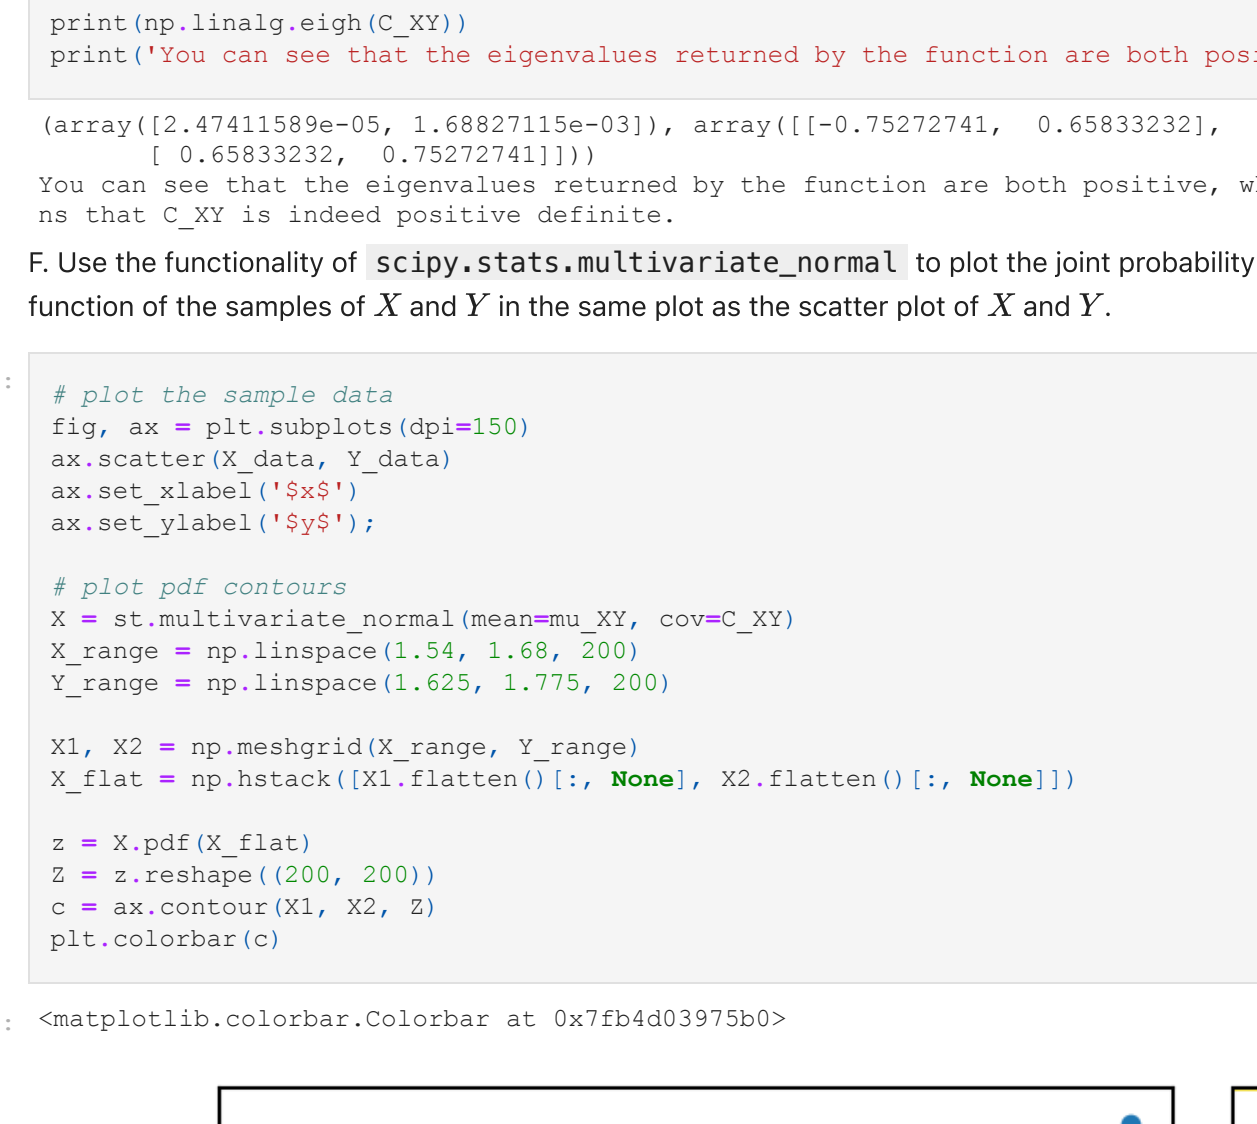 print(np.linalg.eigh(C_XY))
print('You can see that the eigenvalues returned by the function are both
(array([2.47411589e-05, 1.68827115e-03]), array([[-0.75272741,  0.65833232],
[ 0.65833232,  0.75272741]]))
You can see that the eigenvalues returned by the function are both positive,
ns that C_XY is indeed positive definite.
F. Use the functionality of scipy.stats.multivariate_normal to plot the joint probability
function of the samples of X and Y in the same plot as the scatter plot of X and Y.
:
# plot the sample data
fig, ax = plt.subplots(dpi=150)
ax.scatter(X_data, Y_data)
ax.set_xlabel('$x$')
ax.set_ylabel('$y$');
# plot pdf contours
X = st.multivariate_normal(mean=mu_XY, cov=C_XY)
X_range = np.linspace(1.54, 1.68, 200)
Y_range = np.linspace(1.625, 1.775, 200)
X1, X2 = np.meshgrid(X_range, Y_range)
X_flat = np.hstack([X1.flatten()[:, None], X2.flatten()[:, None]])
z = X.pdf(X_flat)
Z = z.reshape((200, 200))
c = ax.contour(X1, X2, Z)
plt.colorbar(c)
: <matplotlib.colorbar.Colorbar at 0x7fb4d03975b0>